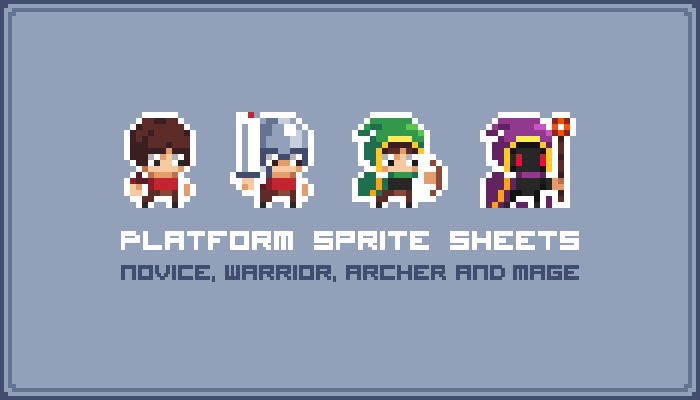 PLATFORM SPRITE SHEETS
NOVICE, WARRIOR, ARCHER AND MAGE